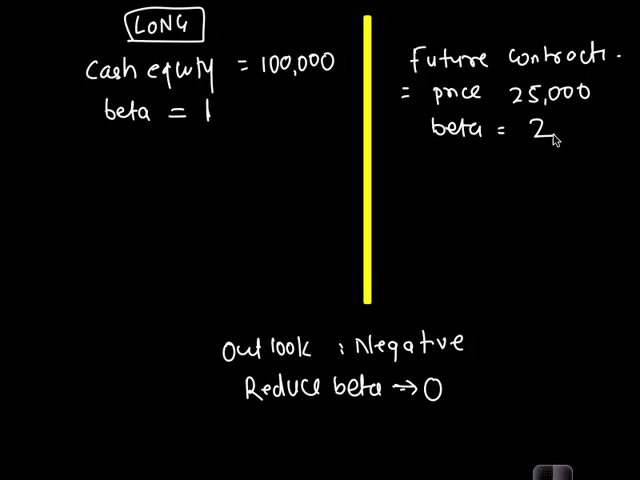 LONG
Cash equity = 100,000
beta = 1
Future contract.
= price 25,000
beta = 2
Outlook : Negative
Reduce beta → 0